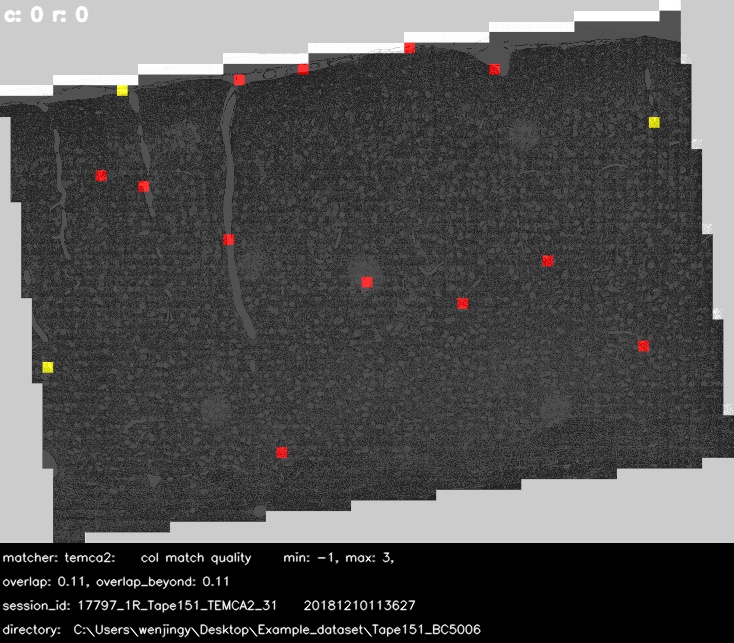 c: 0 r: 0
matcher: temca2: col match quality min: -1, max: 3,
overlap: 0.11, overlap_beyond: 0.11
session_id: 17797_1R_Tape151_TEMCA2_31 20181210113627
directory: C:\Users\wenjingy\Desktop\Example_dataset\Tape151_BC5006